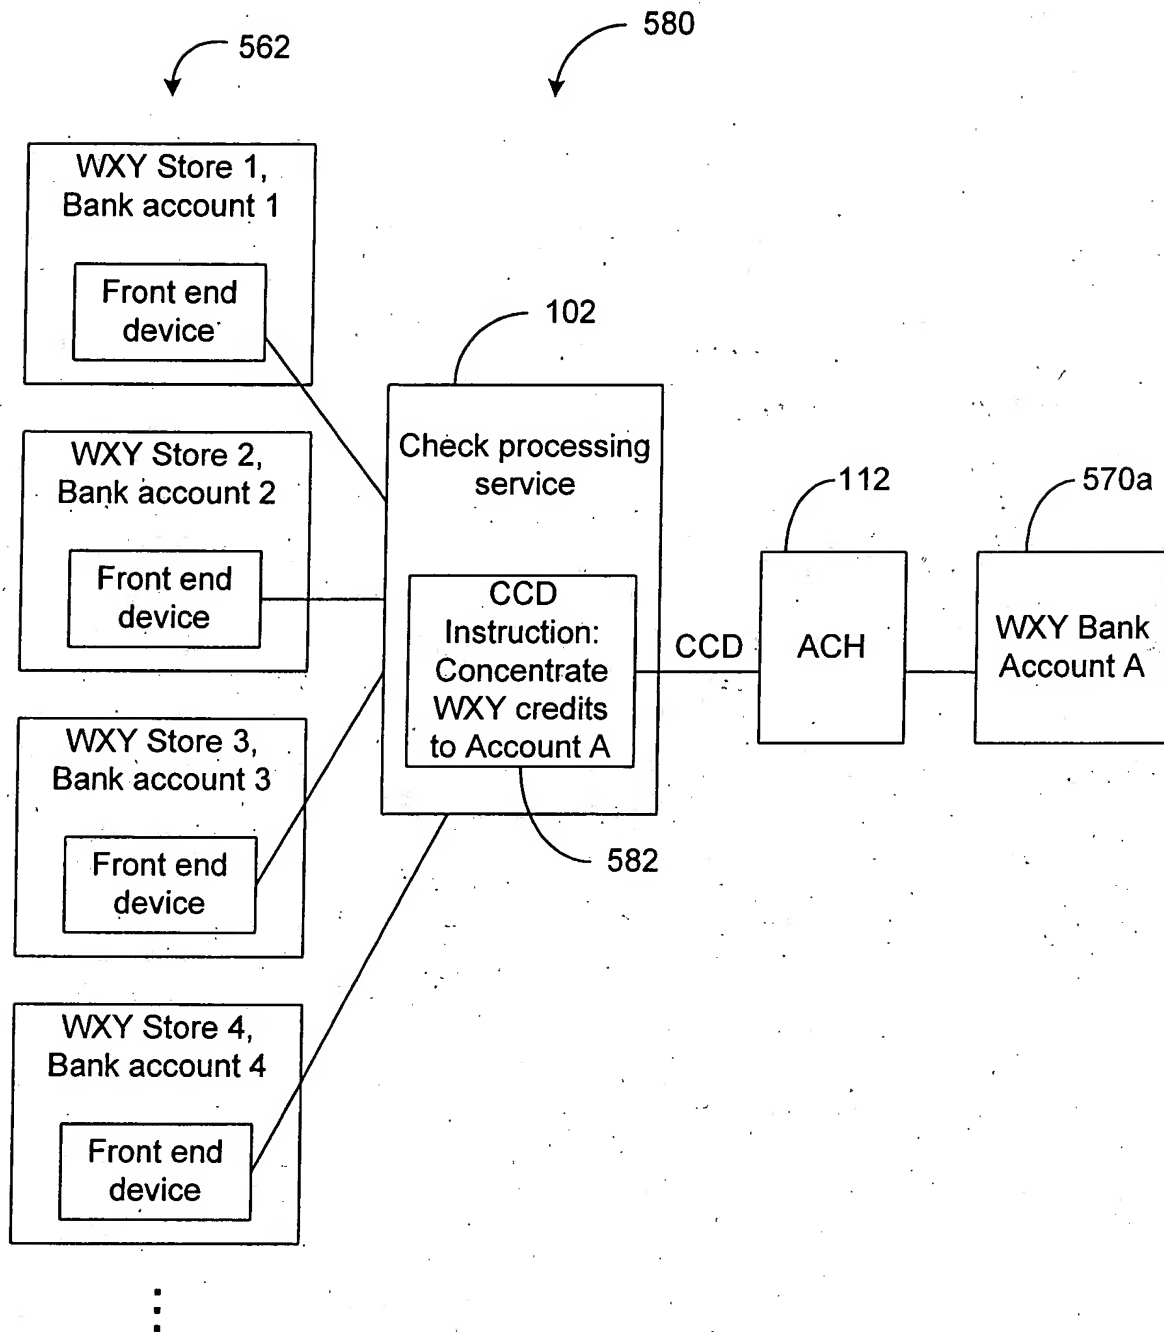 562
580
WXY Store 1,
Bank account 1
Front end
device
102
WXY Store 2,
Bank account 2
Front end
device
Check processing
service
CCD
Instruction:
Concentrate
WXY credits
to Account A
582
CCD
112
ACH
570a
WXY Bank
Account A
WXY Store 3,
Bank account 3
Front end
device
WXY Store 4,
Bank account 4
Front end
device